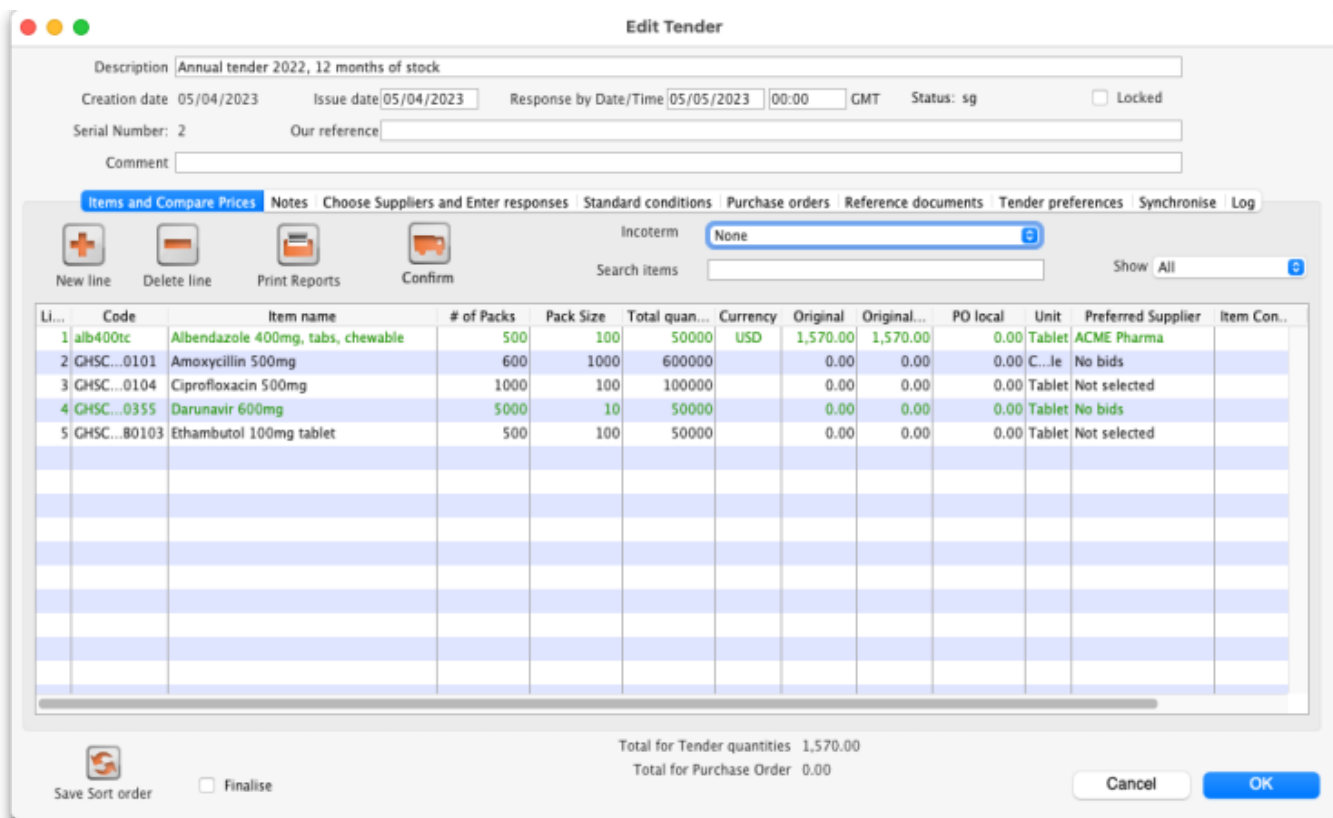 Edit Tender
Description Annual tender 2022, 12 months of stock
Creation date 05/04/2023 Issue date 05/04/2023 Response by Date/Time 05/05/2023 00:00 GMT Status: sg Locked
Serial Number: 2 Our reference
Comment
Items and Compare Prices Notes Choose Suppliers and Enter responses Standard conditions Purchase orders Reference documents Tender preferences Synchronise Log
Incoterm None
New line Delete line Print Reports Confirm Search items Show All
Li... Code Item name # of Packs Pack Size Total quan... Currency Original Original... PO local Unit Preferred Supplier Item Con..
1 alb400tc Albendazole 400mg, tabs, chewable 500 100 50000 USD 1,570.00 1,570.00 0.00 Tablet ACME Pharma
2 GHSC...0101 Amoxycillin 500mg 600 1000 600000 0.00 0.00 0.00 C...le No bids
3 GHSC...0104 Ciprofloxacin 500mg 1000 100 100000 0.00 0.00 0.00 Tablet Not selected
4 GHSC...0355 Darunavir 600mg 5000 10 50000 0.00 0.00 0.00 Tablet No bids
5 GHSC...80103 Ethambutol 100mg tablet 500 100 50000 0.00 0.00 0.00 Tablet Not selected
Total for Tender quantities 1,570.00
Total for Purchase Order 0.00
Save Sort order Finalise Cancel OK